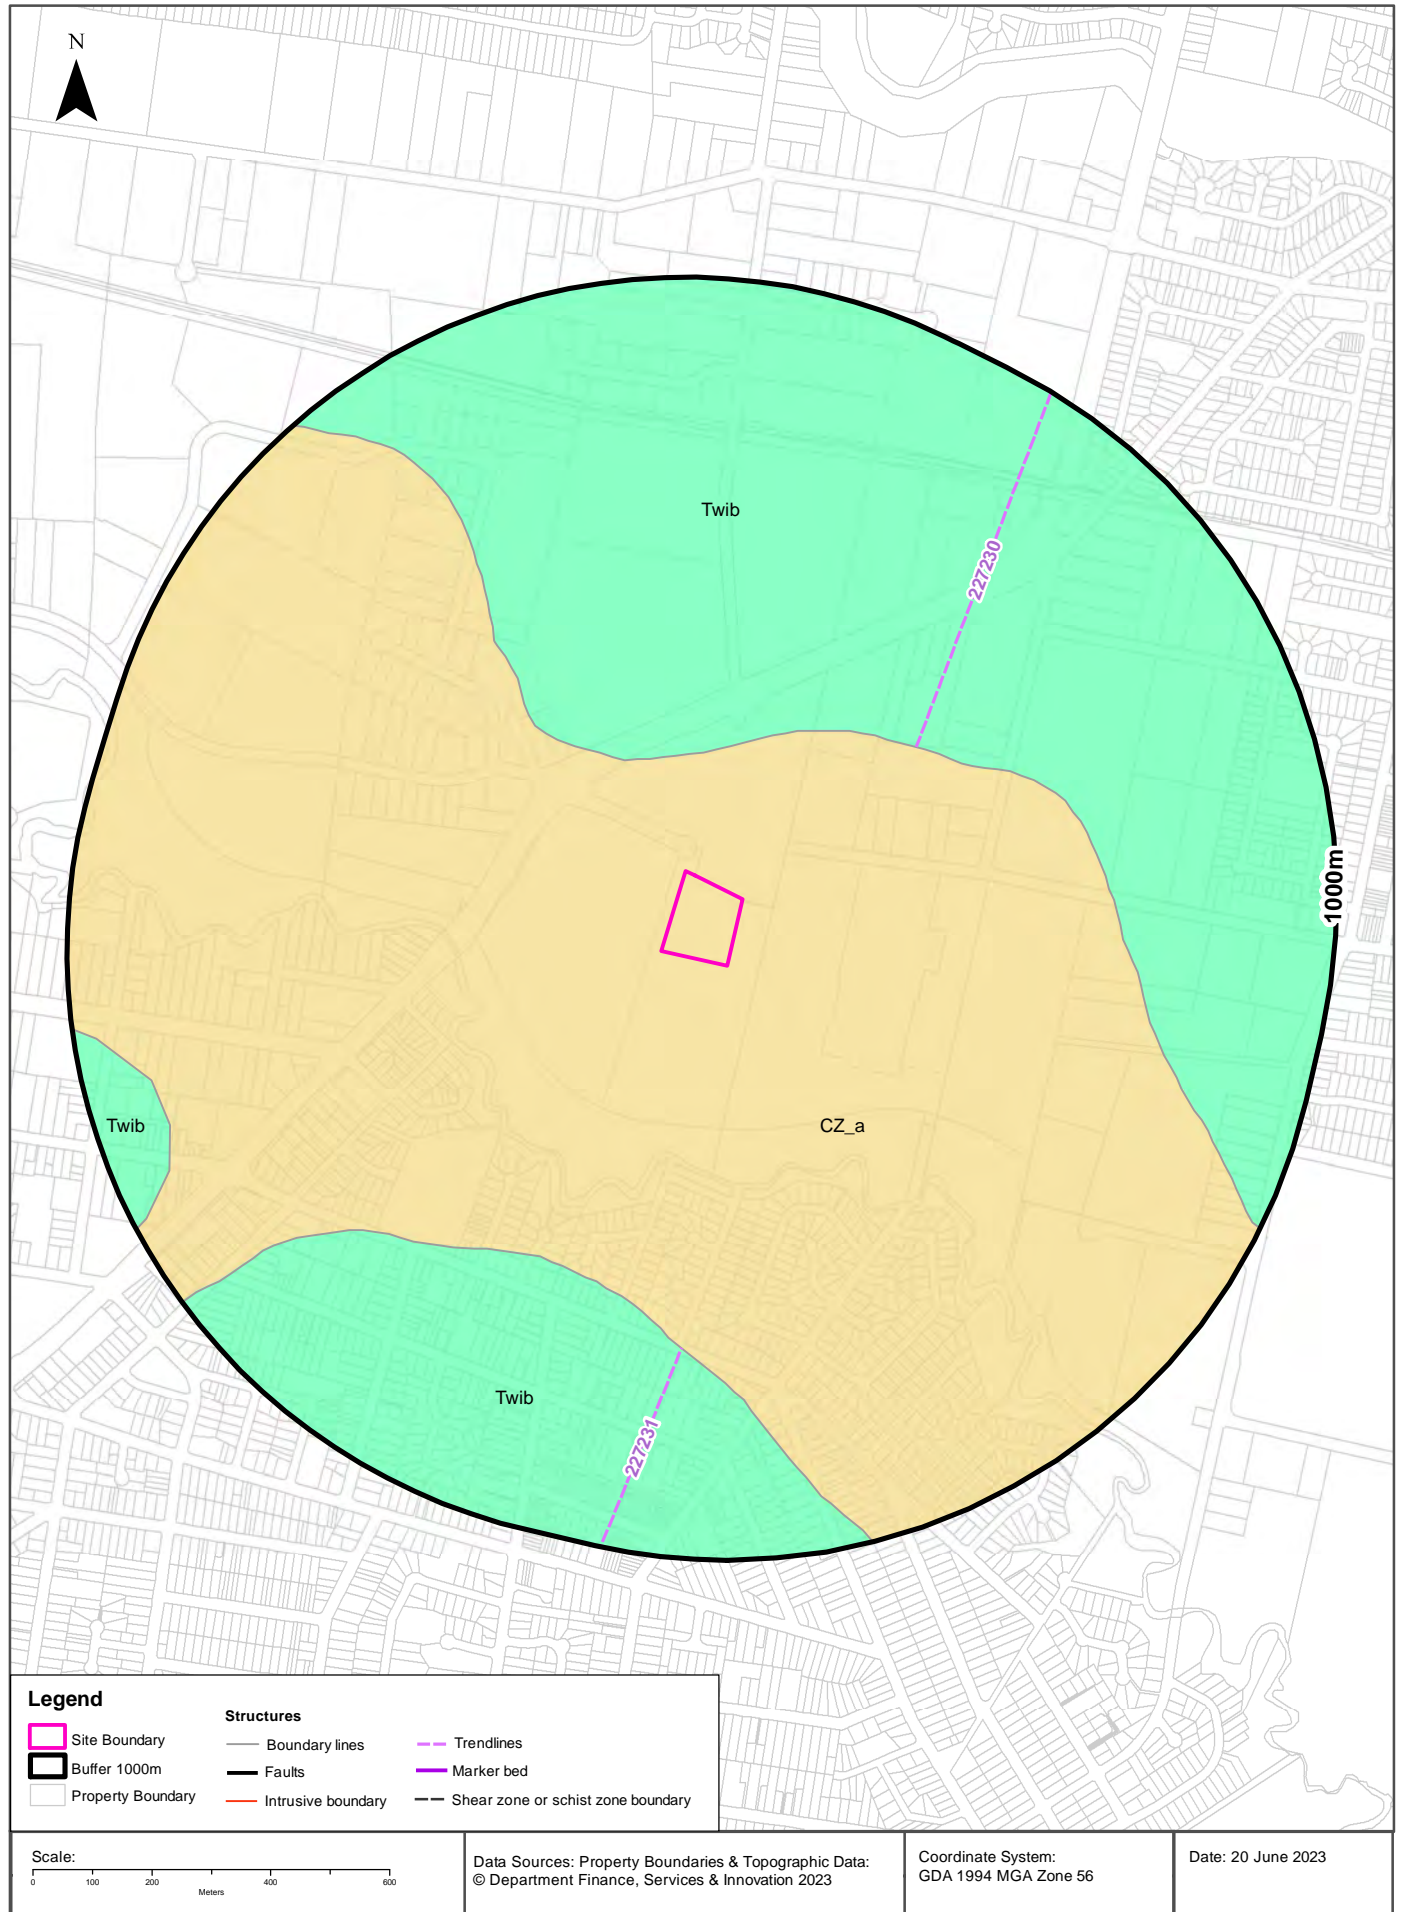 N
Twib
227230
1000m
Twib
CZ_a
Twib
227231
Legend
Site Boundary
Buffer 1000m
Property Boundary
Structures
Boundary lines
Faults
Intrusive boundary
Trendlines
Marker bed
Shear zone or schist zone boundary
Scale:
0 100 200 400 600
Meters
Data Sources: Property Boundaries & Topographic Data:
© Department Finance, Services & Innovation 2023
Coordinate System:
GDA 1994 MGA Zone 56
Date: 20 June 2023